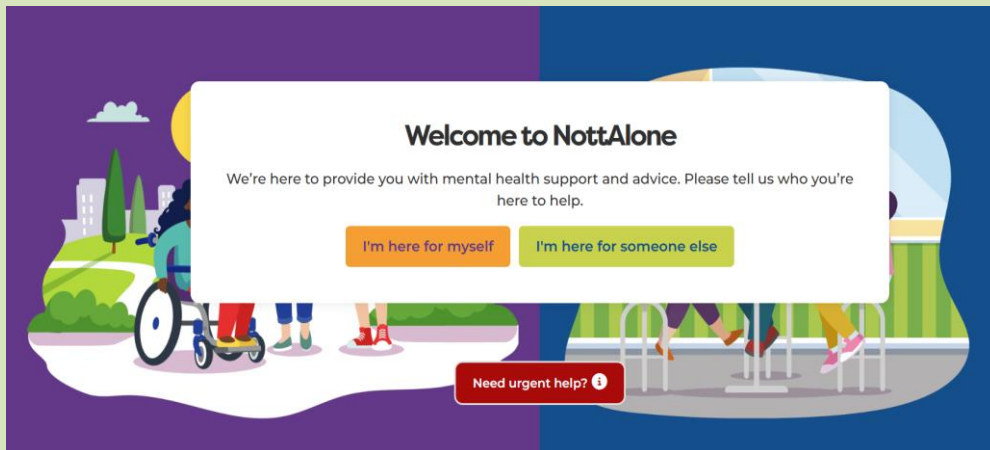 Welcome to NottAlone
We're here to provide you with mental health support and advice. Please tell us who you're
here to help.
I'm here for myself
I'm here for someone else
Need urgent help?